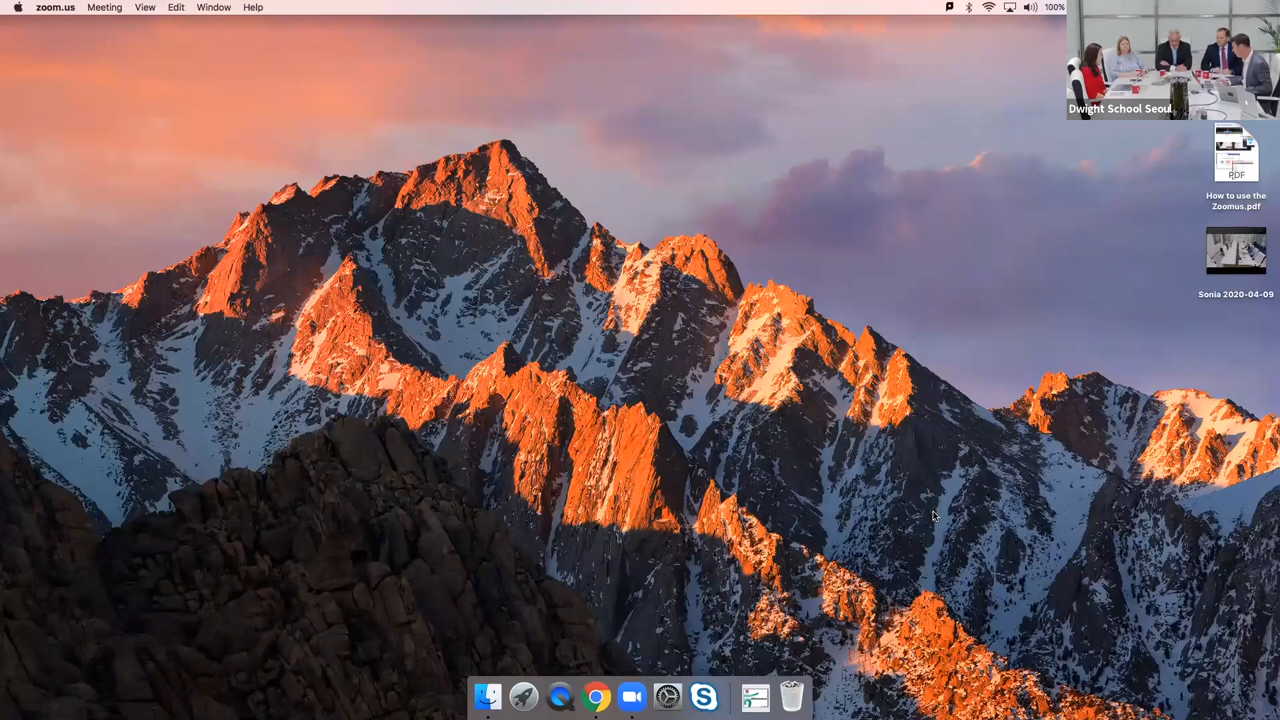 zoom.us Meeting View Edit Window Help 100%
Dwight School Seoul
PDF
How to use the
Zoomus.pdf
Sonia 2020-04-09